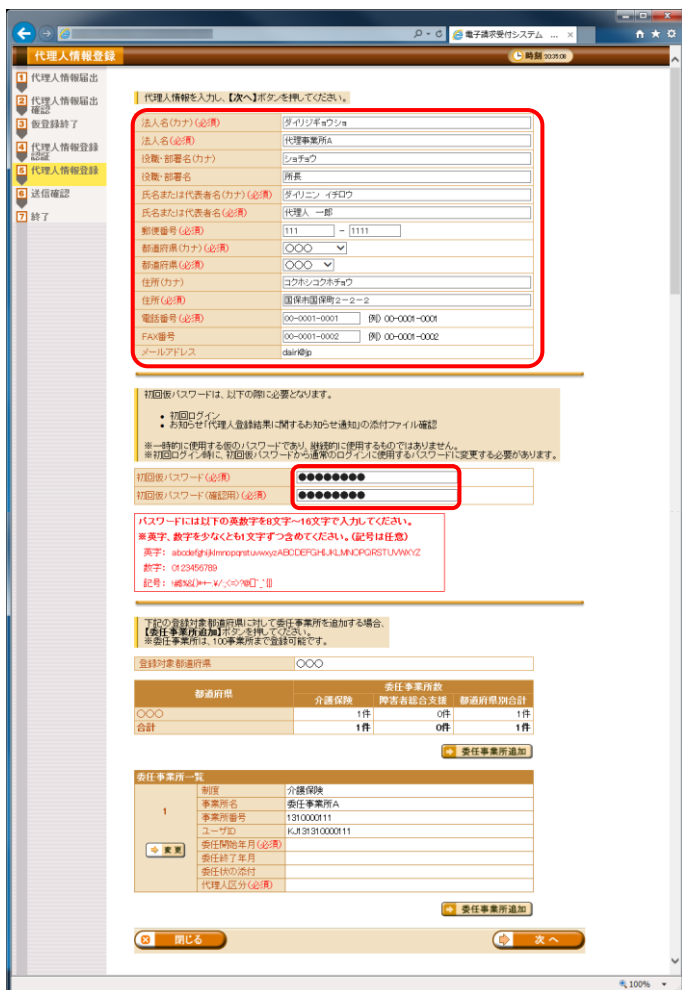 電子請求受付システム ... ×
代理人情報登録
時刻 20:35:06
1 代理人情報届出
2 代理人情報届出
確認
3 仮登録終了
4 代理人情報登録
認証
5 代理人情報登録
6 送信確認
7 終了
代理人情報を入力し、【次へ】ボタンを押してください。
法人名(カナ)(必須) ダイリジギョウショ
法人名(必須) 代理事業所A
役職・部署名(カナ) ショチョウ
役職・部署名 所長
氏名または代表者名(カナ)(必須) ダイリニン イチロウ
氏名または代表者名(必須) 代理人 一郎
郵便番号(必須) 111 - 1111
都道府県(カナ)(必須) ○○○
都道府県(必須) ○○○
住所(カナ) コクホシコクホチョウ
住所(必須) 国保市国保町2-2-2
電話番号(必須) 00-0001-0001 例) 00-0001-0001
FAX番号 00-0001-0002 例) 00-0001-0002
メールアドレス dairi@jp
初回仮パスワードは、以下の際に必要となります。
• 初回ログイン
• お知らせ「代理人登録結果に関するお知らせ通知」の添付ファイル確認
※一時的に使用する仮のパスワードであり、継続的に使用するものではありません。
※初回ログイン時に、初回仮パスワードから通常のログインに使用するパスワードに変更する必要があります。
初回仮パスワード(必須) ●●●●●●●●
初回仮パスワード(確認用)(必須) ●●●●●●●●
パスワードには以下の英数字を8文字～16文字で入力してください。
※英字、数字を少なくとも1文字ずつ含めてください。(記号は任意)
英字: abcdefghijklmnopqrstuvwxyzABCDEFGHIJKLMNOPQRSTUVWXYZ
数字: 0123456789
記号:
下記の登録対象都道府県に対して委任事業所を追加する場合、
【委任事業所追加】ボタンを押してください。
※委任事業所は、100事業所まで登録可能です。
登録対象都道府県 ○○○
都道府県 委任事業所数
介護保険 障害者総合支援 都道府県別合計
○○○ 1件 0件 1件
合計 1件 0件 1件
委任事業所追加
委任事業所一覧
1
変更
制度 介護保険
事業所名 委任事業所A
事業所番号 1310000111
ユーザID KJ131310000111
委任開始年月(必須)
委任終了年月
委任状の添付
代理人区分(必須)
委任事業所追加
閉じる 次へ
100%